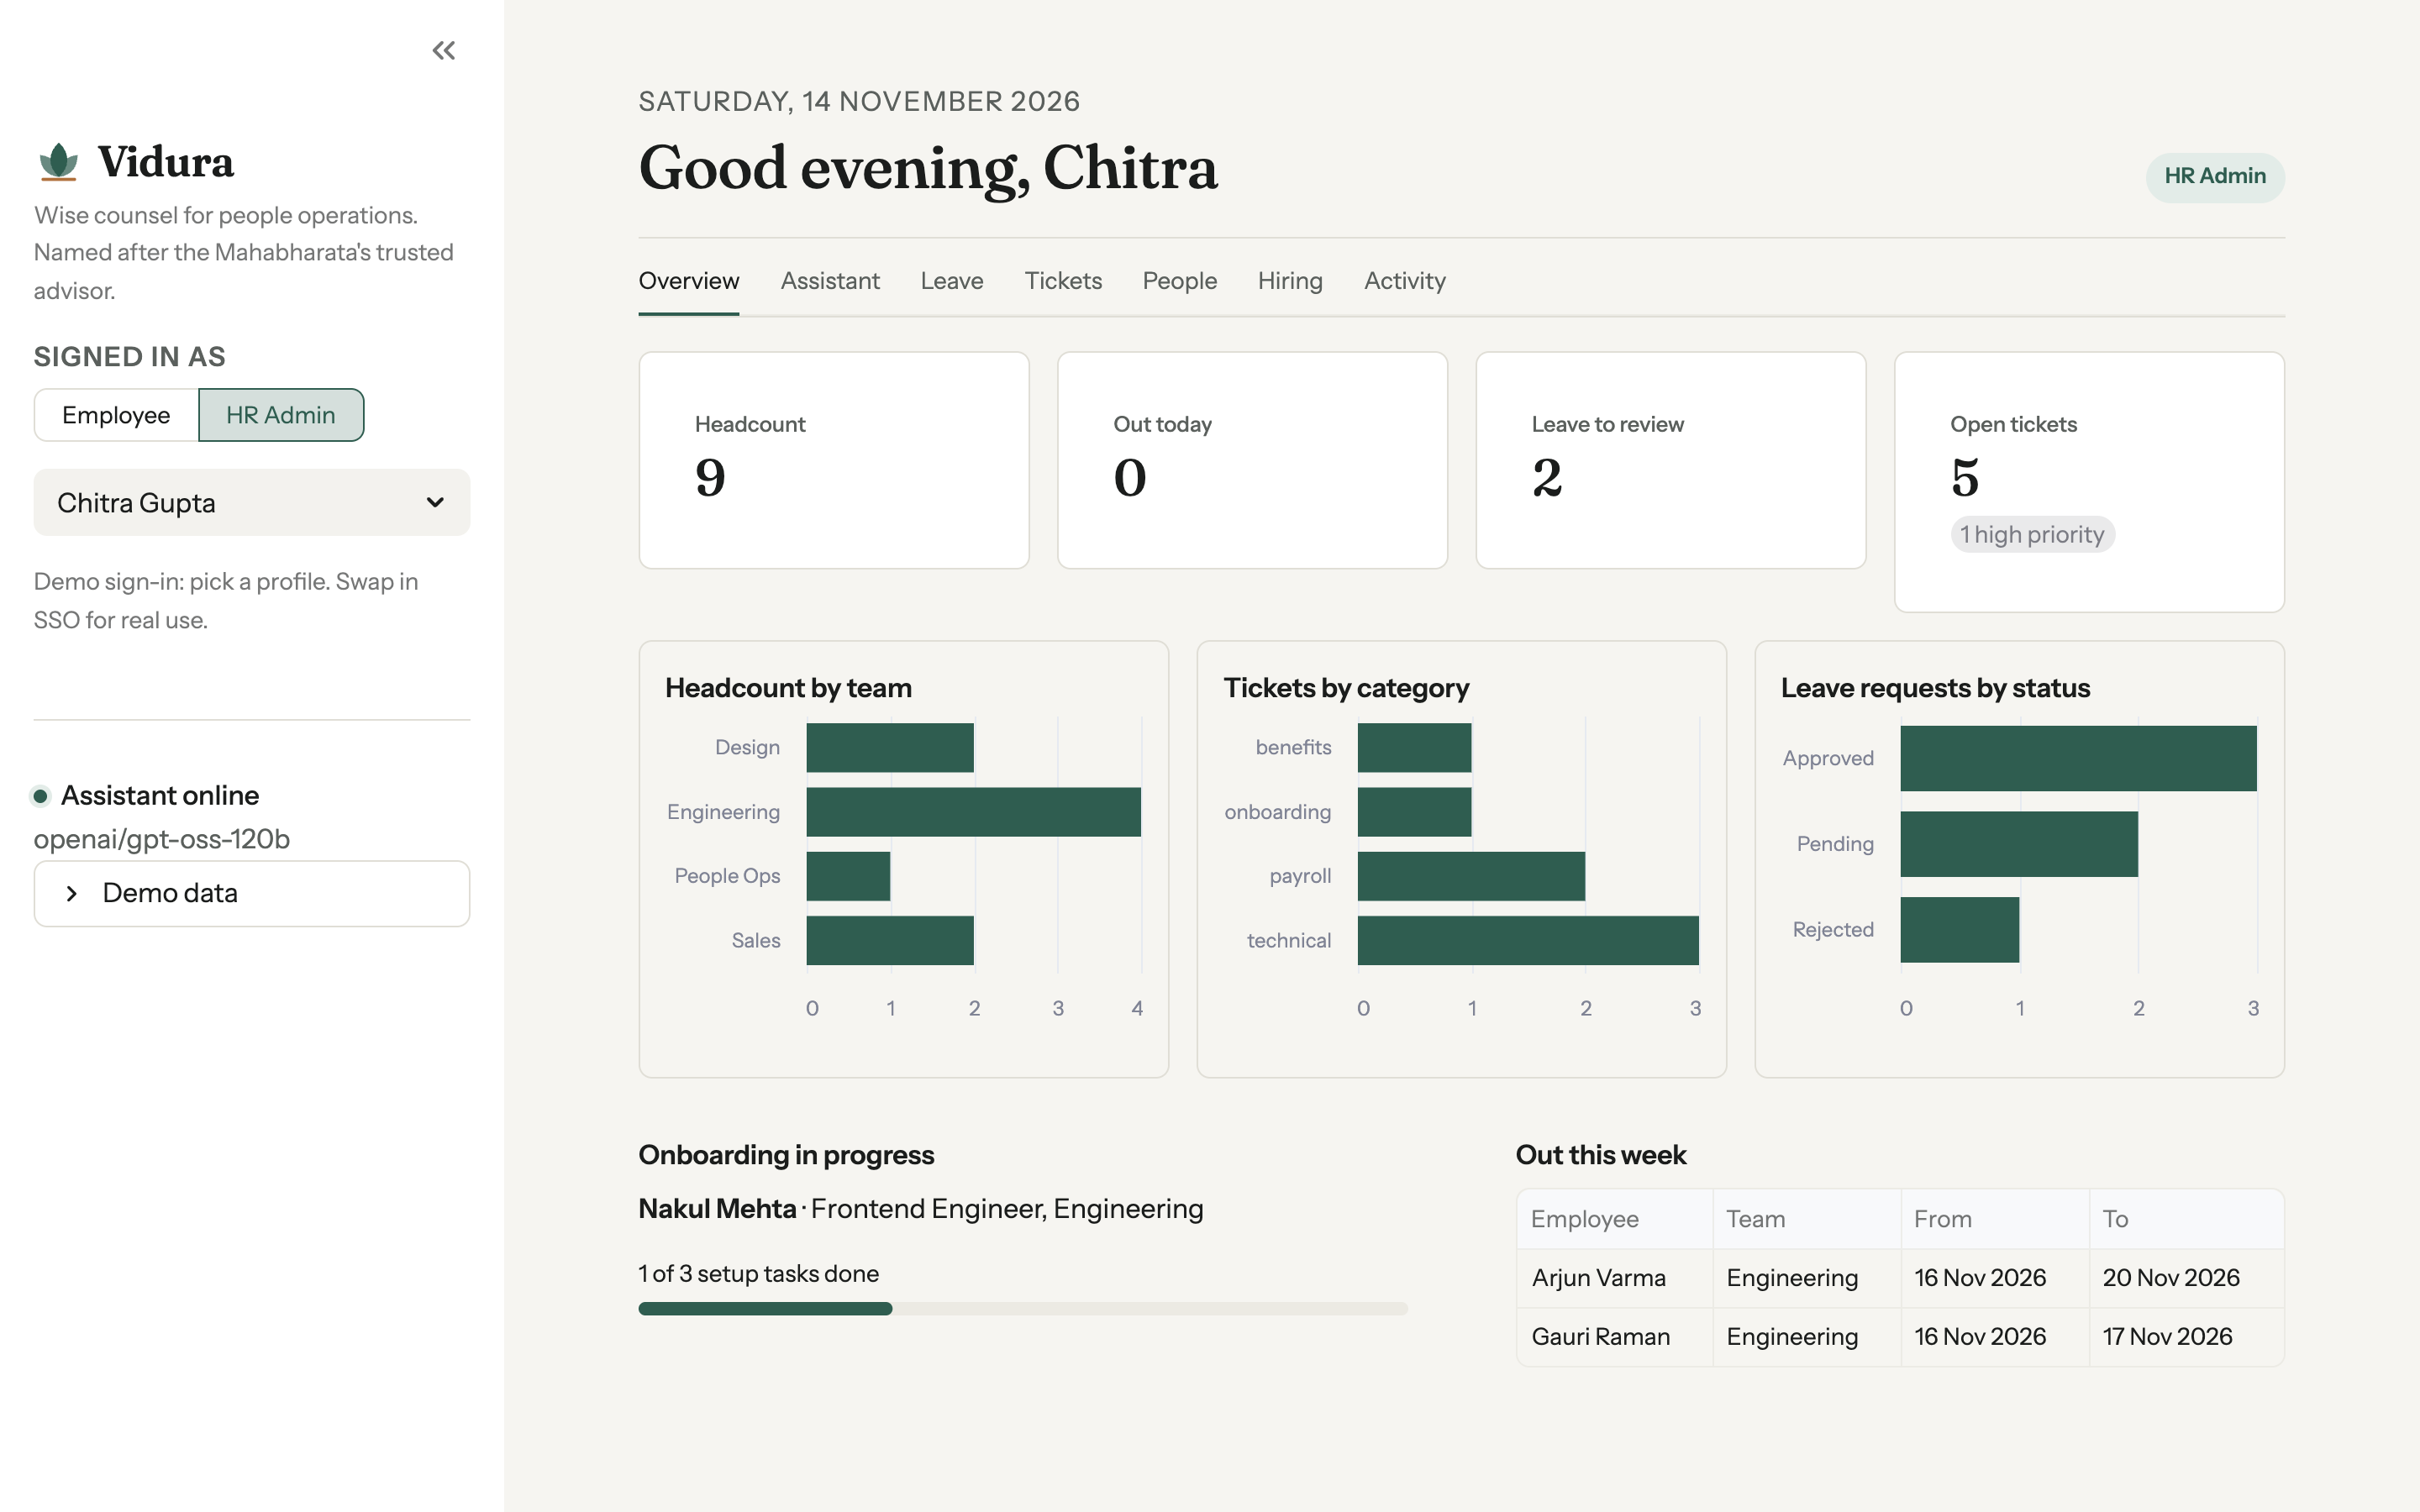 Vidura
Wise counsel for people operations.
Named after the Mahabharata's trusted
advisor.
SIGNED IN AS
Employee
HR Admin
Chitra Gupta
Demo sign-in: pick a profile. Swap in
SSO for real use.
Assistant online
openai/gpt-oss-120b
Demo data
SATURDAY, 14 NOVEMBER 2026
Good evening, Chitra
HR Admin
Overview Assistant Leave Tickets People Hiring Activity
Headcount
9
Out today
0
Leave to review
2
Open tickets
5
1 high priority
Headcount by team
Design
Engineering
People Ops
Sales
0 1 2 3 4
Tickets by category
benefits
onboarding
payroll
technical
0 1 2 3
Leave requests by status
Approved
Pending
Rejected
0 1 2 3
Onboarding in progress
Nakul Mehta · Frontend Engineer, Engineering
1 of 3 setup tasks done
Out this week
Employee Team From To
Arjun Varma Engineering 16 Nov 2026 20 Nov 2026
Gauri Raman Engineering 16 Nov 2026 17 Nov 2026